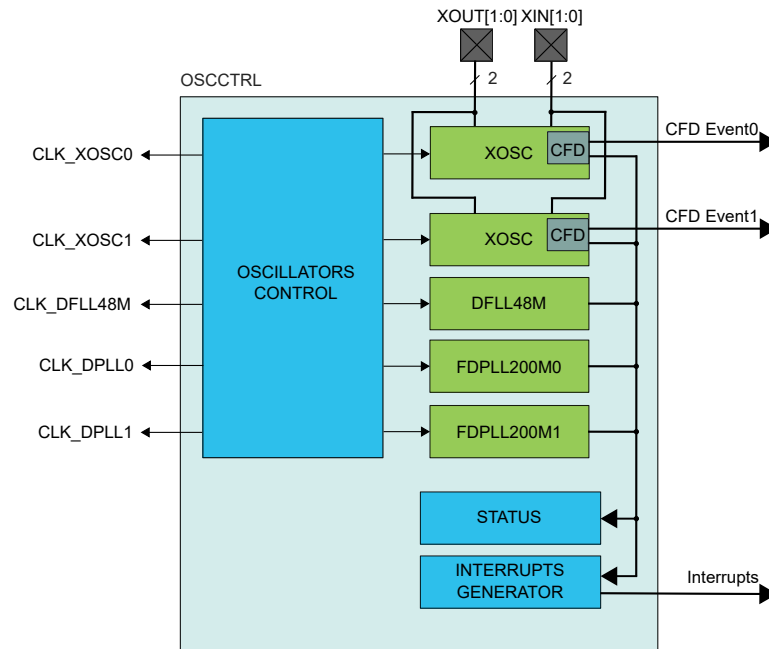 XOUT[1:0] XIN[1:0]
2 2
OSCCTRL
CFD Event0
XOSC CFD
CLK_XOSC0
CFD Event1
XOSC CFD
CLK_XOSC1
OSCILLATORS
CONTROL
CLK_DFLL48M
DFLL48M
CLK_DPLL0
FDPLL200M0
CLK_DPLL1
FDPLL200M1
STATUS
INTERRUPTS
GENERATOR
Interrupts